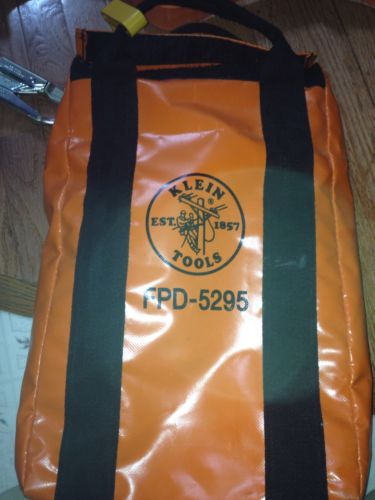 KLEIN
EST. 1857
®
TOOLS
FPD-5295